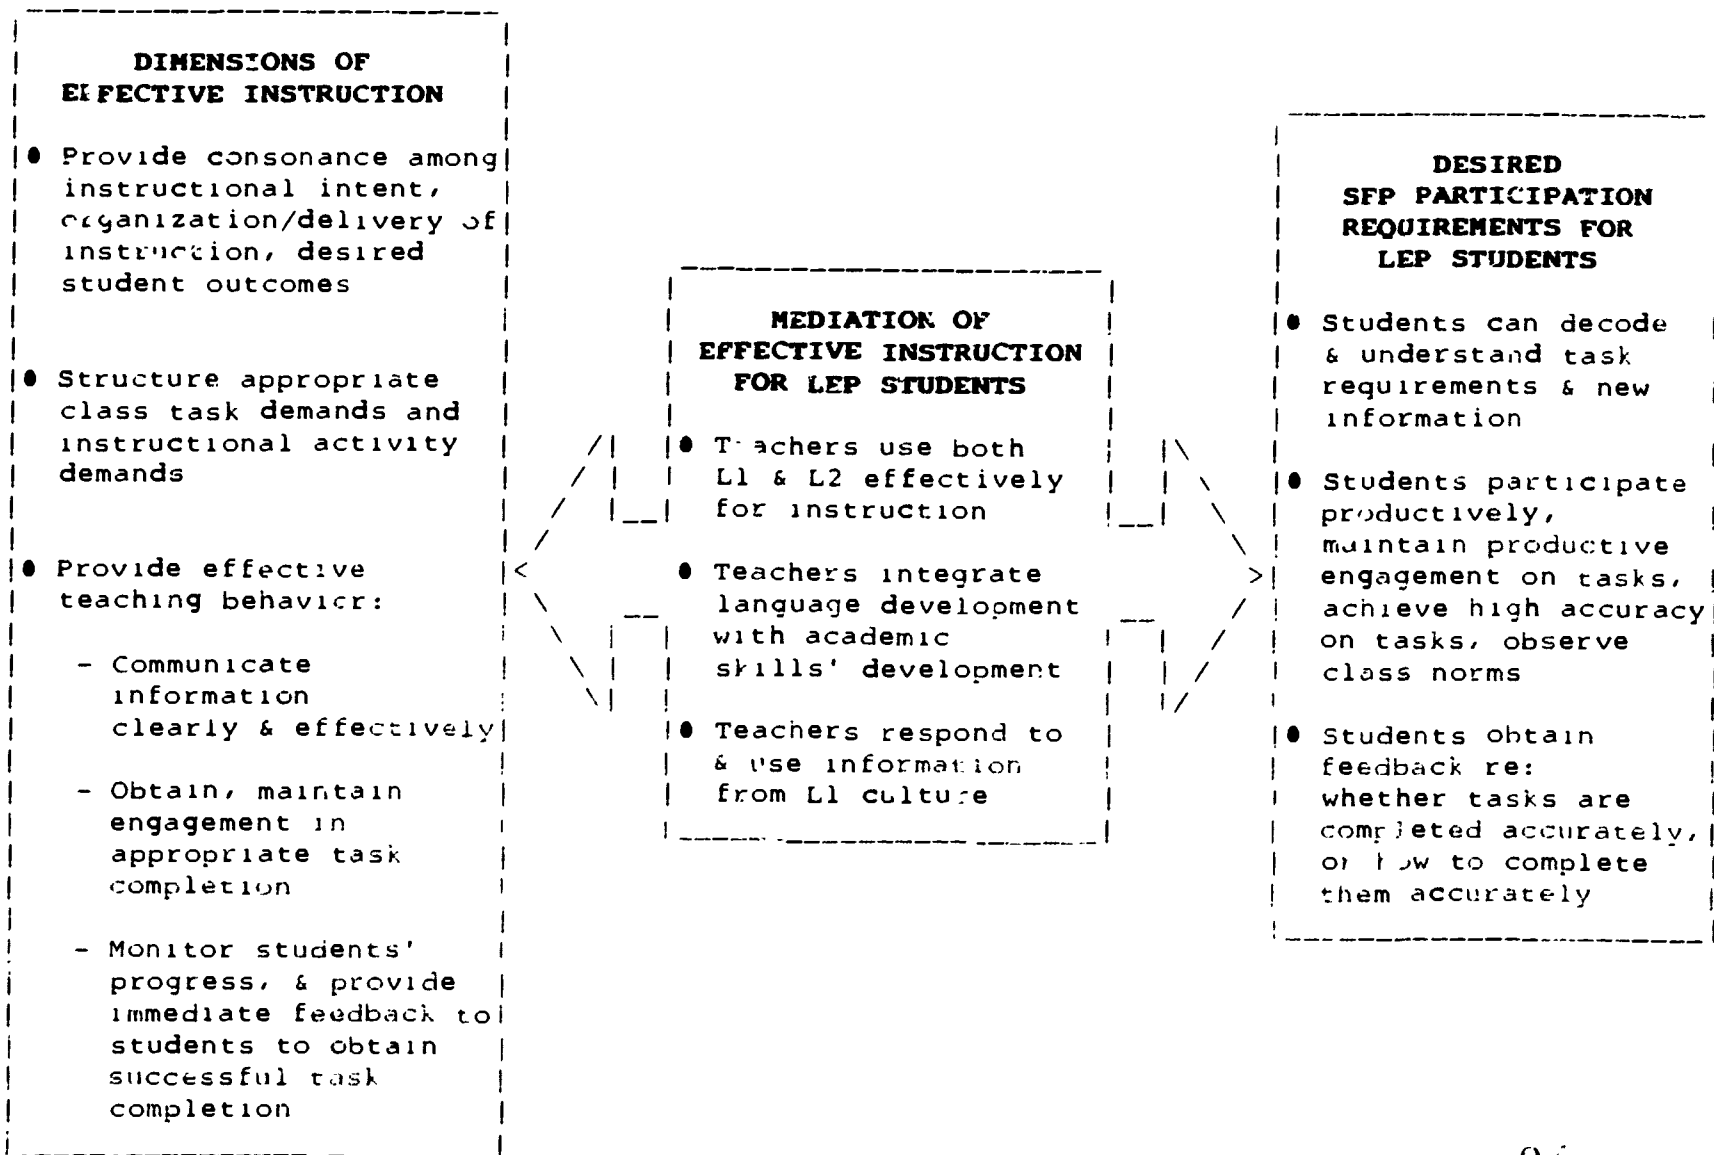 DIMENSIONS OF
EFFECTIVE INSTRUCTION
● Provide consonance among
instructional intent,
organization/delivery of
instruction, desired
student outcomes
● Structure appropriate
class task demands and
instructional activity
demands
● Provide effective
teaching behavior:
- Communicate
information
clearly & effectively
- Obtain, maintain
engagement in
appropriate task
completion
- Monitor students'
progress, & provide
immediate feedback to
students to obtain
successful task
completion
MEDIATION OF
EFFECTIVE INSTRUCTION
FOR LEP STUDENTS
● Teachers use both
L1 & L2 effectively
for instruction
● Teachers integrate
language development
with academic
skills' development
● Teachers respond to
& use information
from L1 culture
DESIRED
SFP PARTICIPATION
REQUIREMENTS FOR
LEP STUDENTS
● Students can decode
& understand task
requirements & new
information
● Students participate
productively,
maintain productive
engagement on tasks,
achieve high accuracy
on tasks, observe
class norms
● Students obtain
feedback re:
whether tasks are
completed accurately,
or how to complete
them accurately